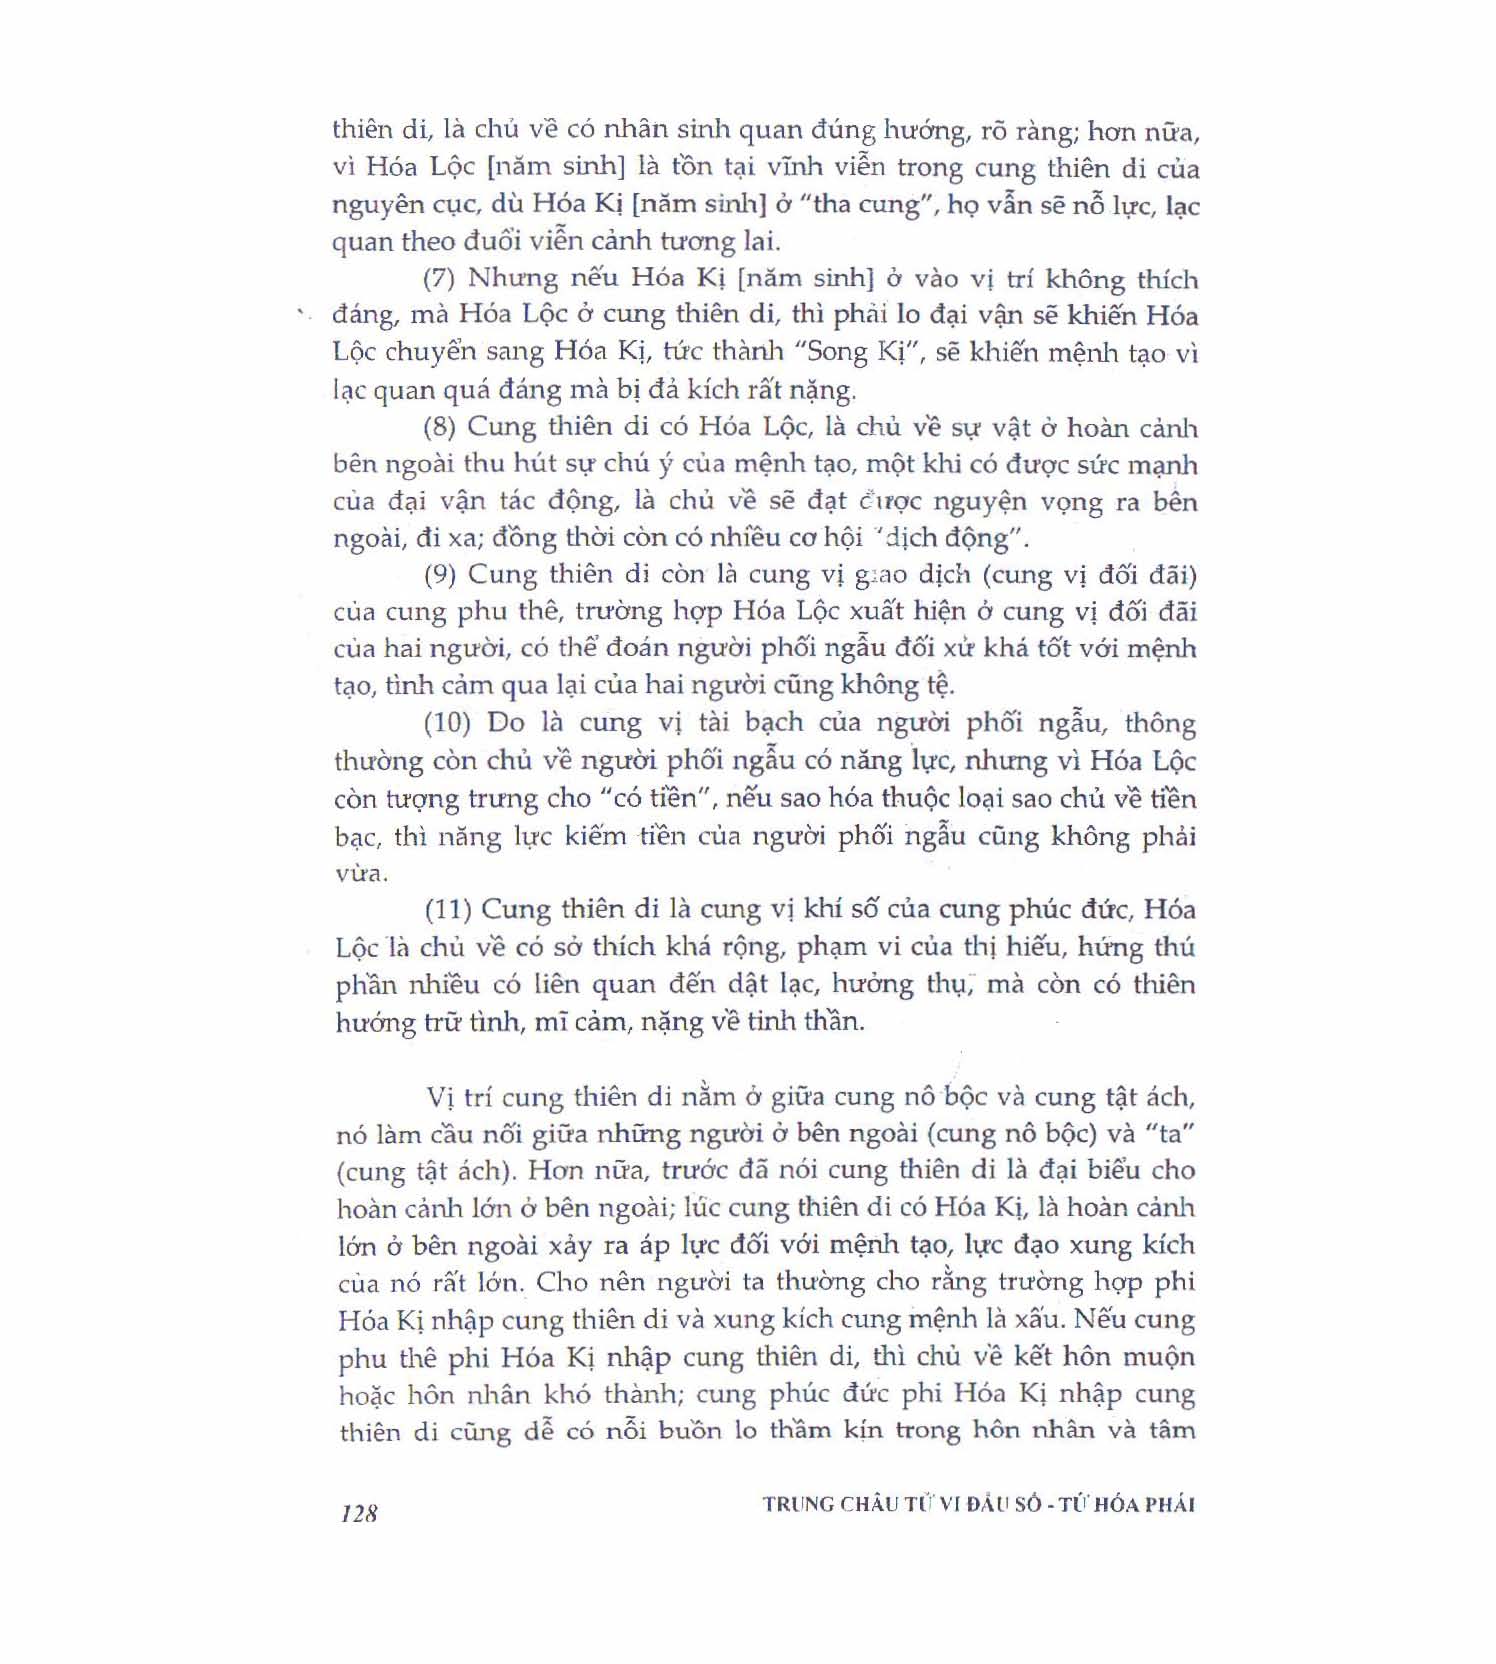 thiên di, là chủ về có nhân sinh quan đúng hướng, rõ ràng; hơn nữa,
vì Hóa Lộc [năm sinh] là tồn tại vĩnh viễn trong cung thiên di của
nguyên cục, dù Hóa Kị [năm sinh] ở "tha cung", họ vẫn sẽ nỗ lực, lạc
quan theo đuổi viễn cảnh tương lai.
(7) Nhưng nếu Hóa Kị [năm sinh] ở vào vị trí không thích
đáng, mà Hóa Lộc ở cung thiên di, thì phải lo đại vận sẽ khiến Hóa
Lộc chuyển sang Hóa Kị, tức thành "Song Kị", sẽ khiến mệnh tạo vì
lạc quan quá đáng mà bị đả kích rất nặng.
(8) Cung thiên di có Hóa Lộc, là chủ về sự vật ở hoàn cảnh
bên ngoài thu hút sự chú ý của mệnh tạo, một khi có được sức mạnh
của đại vận tác động, là chủ về sẽ đạt được nguyện vọng ra bên
ngoài, đi xa; đồng thời còn có nhiều cơ hội "dịch động".
(9) Cung thiên di còn là cung vị giao dịch (cung vị đối đãi)
của cung phu thê, trường hợp Hóa Lộc xuất hiện ở cung vị đối đãi
của hai người, có thể đoán người phối ngẫu đối xử khá tốt với mệnh
tạo, tình cảm qua lại của hai người cũng không tệ.
(10) Do là cung vị tài bạch của người phối ngẫu, thông
thường còn chủ về người phối ngẫu có năng lực, nhưng vì Hóa Lộc
còn tượng trưng cho "có tiền", nếu sao hóa thuộc loại sao chủ về tiền
bạc, thì năng lực kiếm tiền của người phối ngẫu cũng không phải
vừa.
(11) Cung thiên di là cung vị khí số của cung phúc đức, Hóa
Lộc là chủ về có sở thích khá rộng, phạm vi của thị hiếu, hứng thú
phần nhiều có liên quan đến dật lạc, hưởng thụ, mà còn có thiên
hướng trữ tình, mĩ cảm, nặng về tinh thần.
Vị trí cung thiên di nằm ở giữa cung nô bộc và cung tật ách,
nó làm cầu nối giữa những người ở bên ngoài (cung nô bộc) và "ta"
(cung tật ách). Hơn nữa, trước đã nói cung thiên di là đại biểu cho
hoàn cảnh lớn ở bên ngoài; lúc cung thiên di có Hóa Kị, là hoàn cảnh
lớn ở bên ngoài xảy ra áp lực đối với mệnh tạo, lực đạo xung kích
của nó rất lớn. Cho nên người ta thường cho rằng trường hợp phi
Hóa Kị nhập cung thiên di và xung kích cung mệnh là xấu. Nếu cung
phu thê phi Hóa Kị nhập cung thiên di, thì chủ về kết hôn muộn
hoặc hôn nhân khó thành; cung phúc đức phi Hóa Kị nhập cung
thiên di cũng dễ có nỗi buồn lo thầm kín trong hôn nhân và tâm
128
TRUNG CHÂU TỬ VI ĐẨU SỐ - TỨ HÓA PHÁI